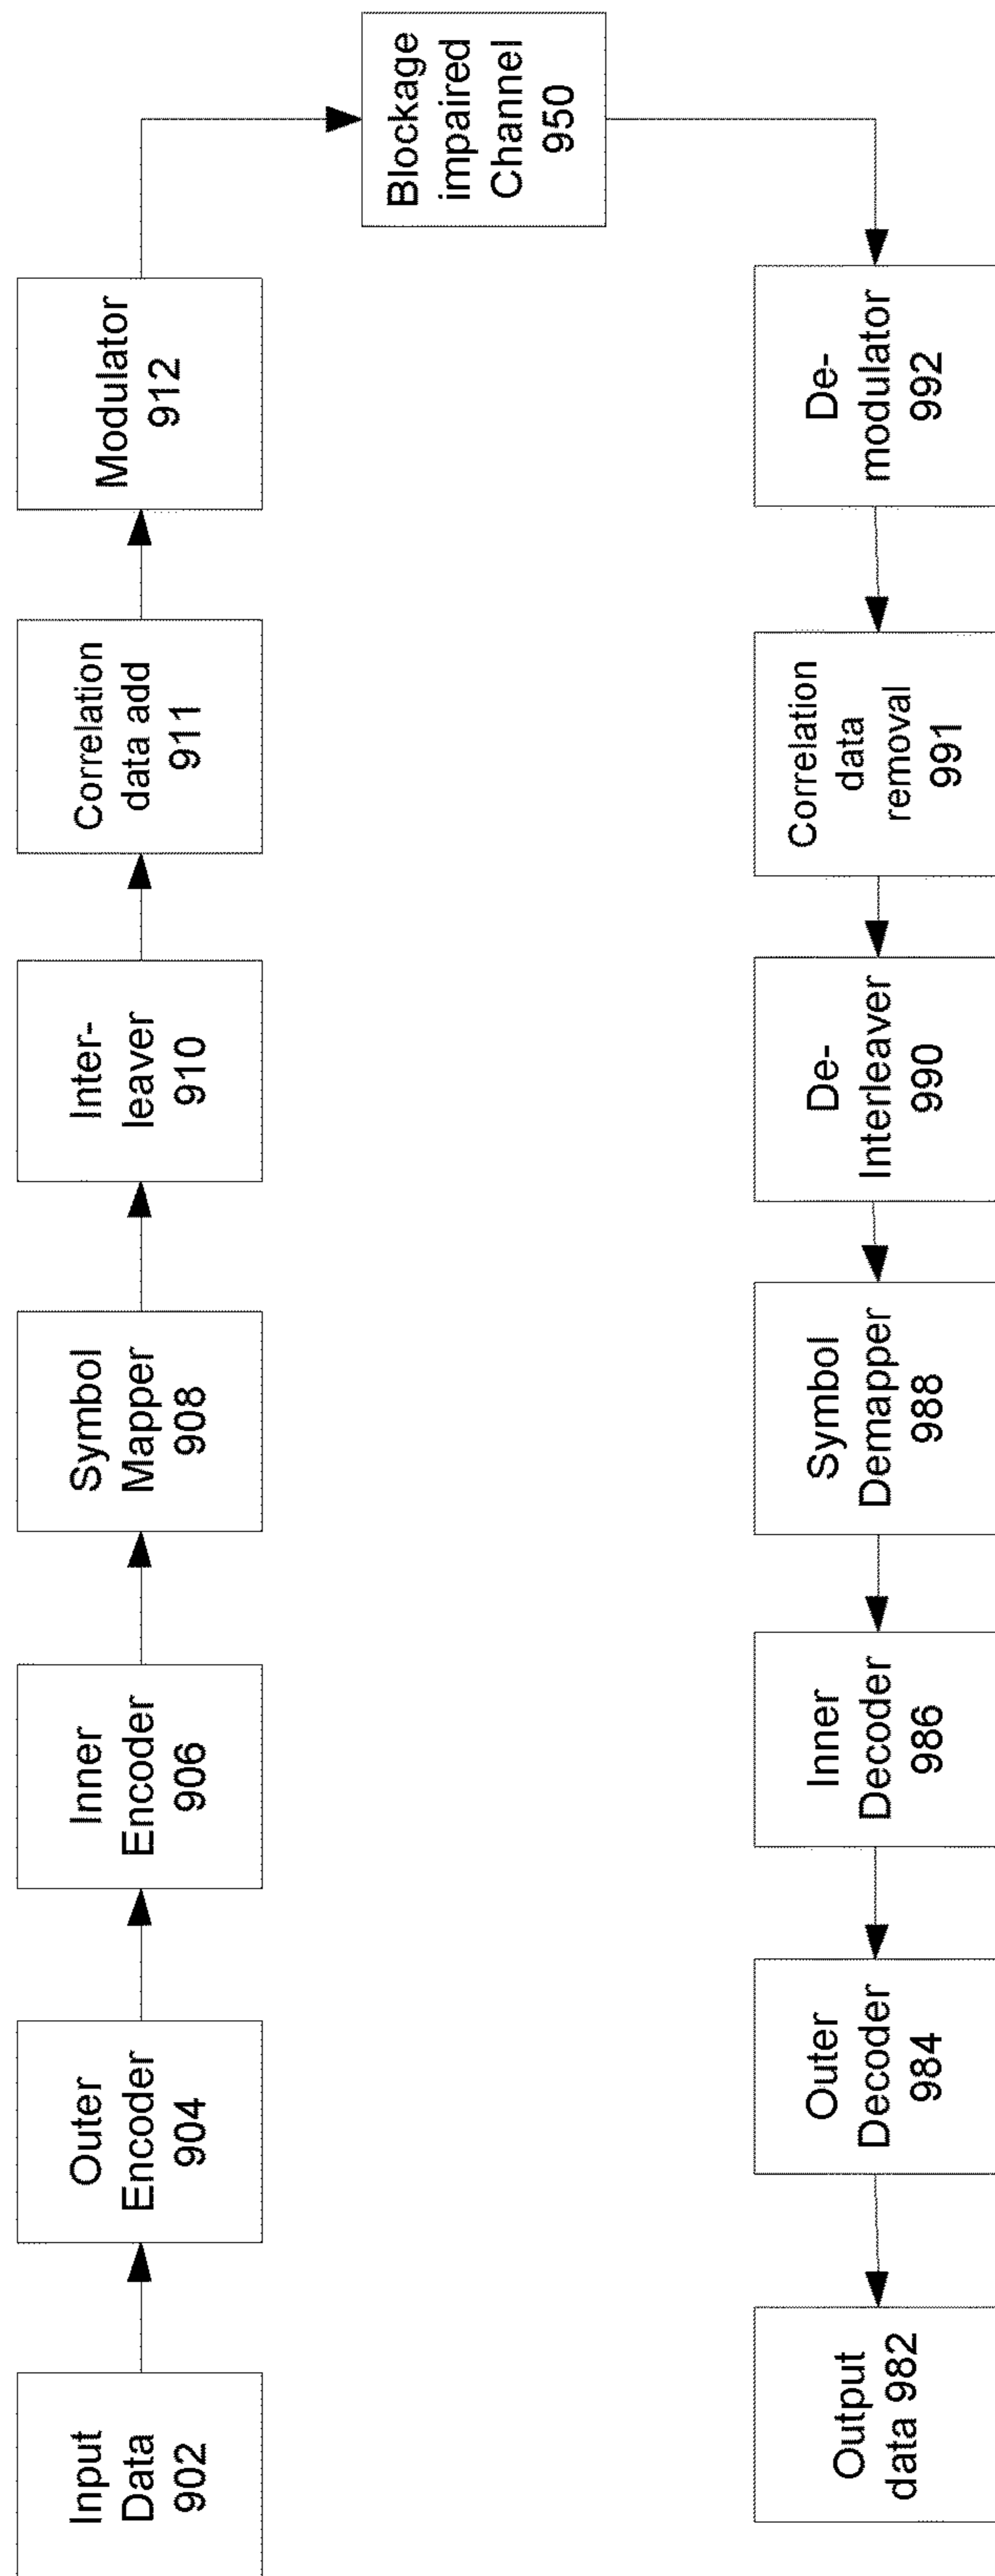 Input
Data
902
Outer
Encoder
904
Inner
Encoder
906
Symbol
Mapper
908
Inter-
leaver
910
Correlation
data add
911
Modulator
912
Blockage
impaired
Channel
950
De-
modulator
992
Correlation
data
removal
991
De-
Interleaver
990
Symbol
Demapper
988
Inner
Decoder
986
Outer
Decoder
984
Output
data 982